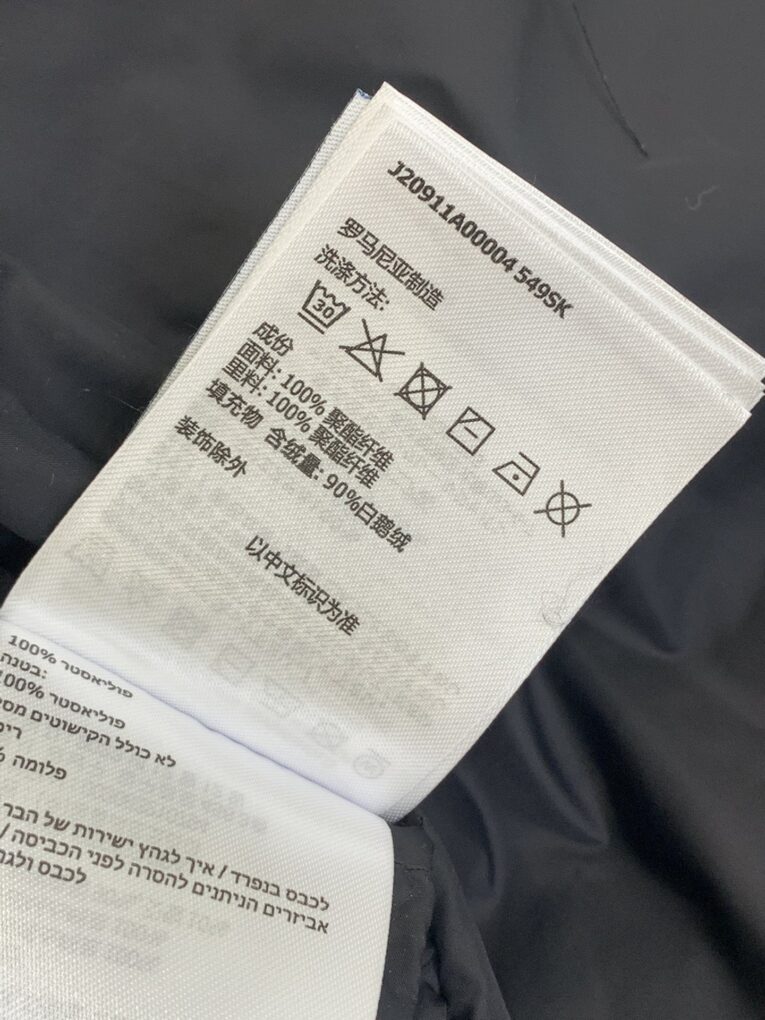 J20911A00004 549SK
罗马尼亚制造
洗涤方法:
30
成份
面料: 100% 聚酯纤维
里料: 100% 聚酯纤维
填充物 含绒量: 90%白鹅绒
装饰除外
以中文标识为准
100% פוליאסטר
בטנה:
100% פוליאסטר
לא כולל הקישוטים
פלומה
לכבס בנפרד / איך לגהץ ישירות של הבר
אביזרים הניתנים להסרה לפני הכביסה /
לכבס